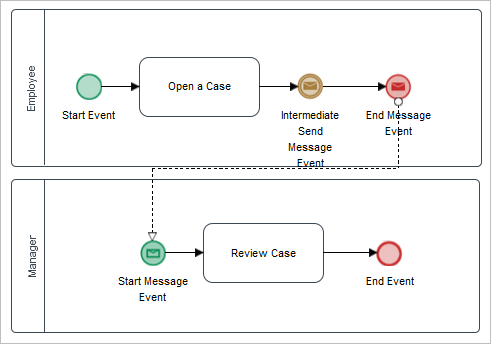 Employee
Open a Case
Start Event
Intermediate
Send
Message
Event
End Message
Event
Manager
Review Case
Start Message
Event
End Event